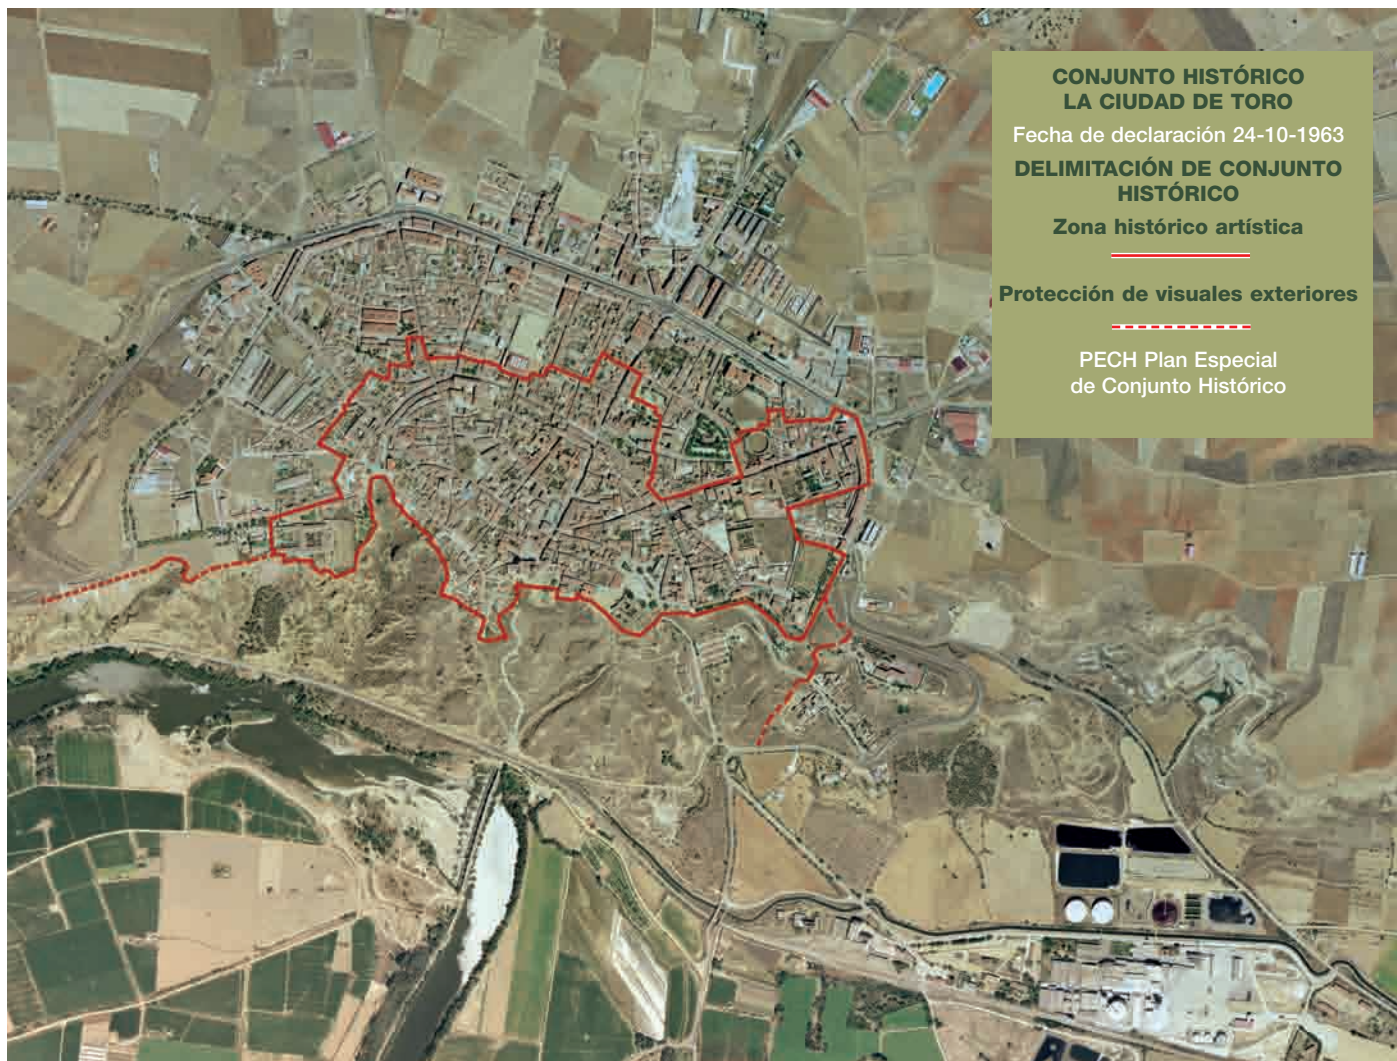 CONJUNTO HISTÓRICO
LA CIUDAD DE TORO
Fecha de declaración 24-10-1963
DELIMITACIÓN DE CONJUNTO
HISTÓRICO
Zona histórico artística
Protección de visuales exteriores
PECH Plan Especial
de Conjunto Histórico